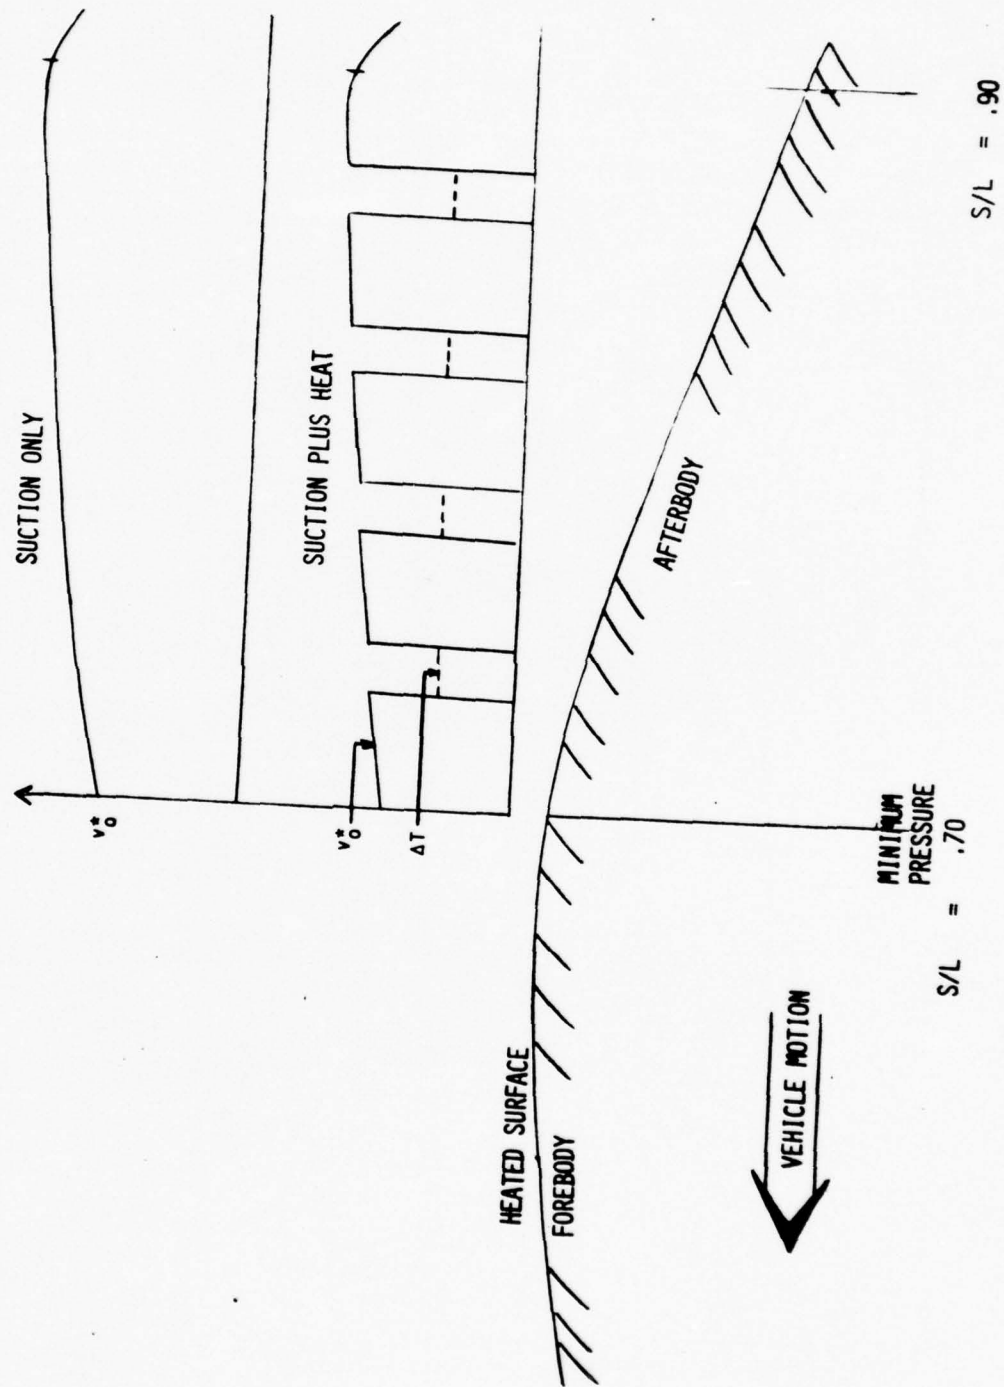 SUCTION ONLY
v*o
SUCTION PLUS HEAT
v*o
ΔT
HEATED SURFACE
FOREBODY
AFTERBODY
VEHICLE MOTION
MINIMUM
PRESSURE
S/L = .70
S/L = .90